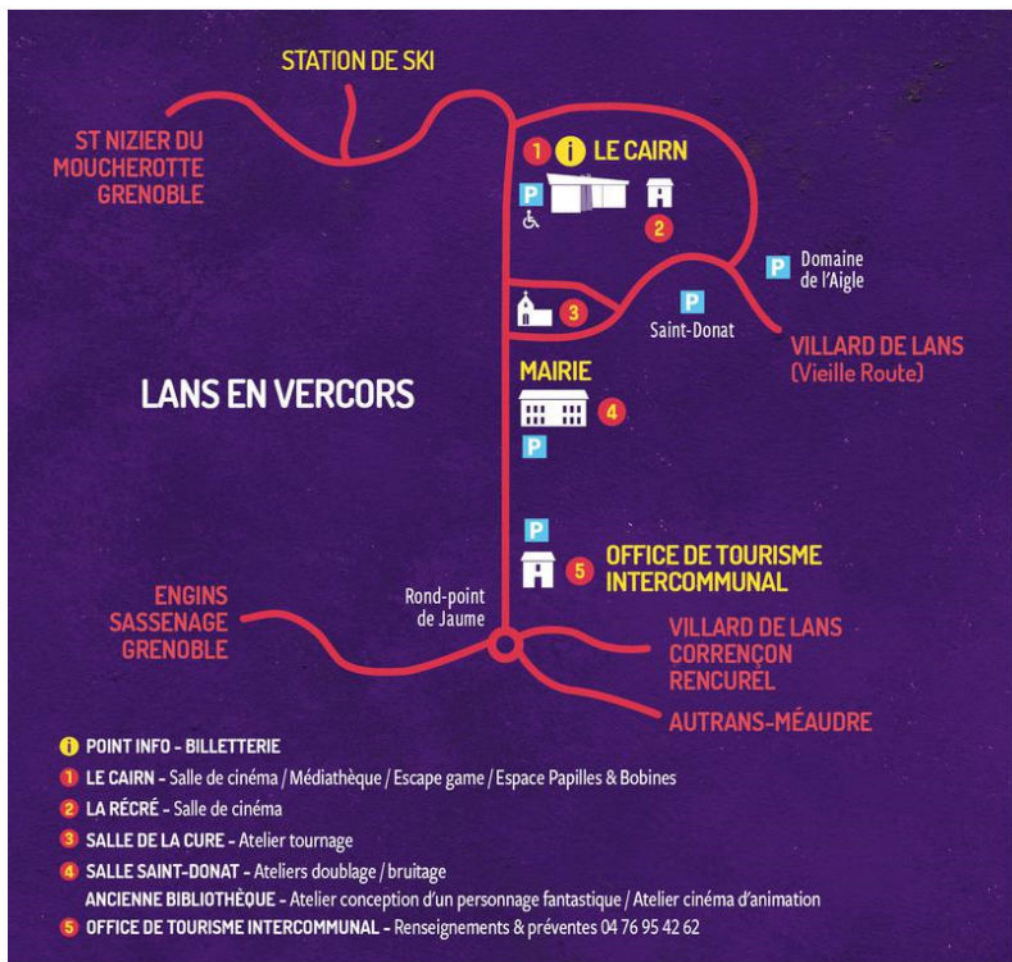 STATION DE SKI
ST NIZIER DU
MOUCHEROTTE
GRENOBLE
1 i LE CAIRN
P
2
P Domaine
de l'Aigle
P
Saint-Donat
3
VILLARD DE LANS
(Vieille Route)
MAIRIE
LANS EN VERCORS
4
P
P
5 OFFICE DE TOURISME
INTERCOMMUNAL
ENGINS
SASSENAGE
GRENOBLE
Rond-point
de Jaume
VILLARD DE LANS
CORRENÇON
RENCUREL
AUTRANS-MÉAUDRE
i POINT INFO - BILLETTERIE
1 LE CAIRN - Salle de cinéma / Médiathèque / Escape game / Espace Papilles & Bobines
2 LA RÉCRÉ - Salle de cinéma
3 SALLE DE LA CURE - Atelier tournage
4 SALLE SAINT-DONAT - Ateliers doublage / bruitage
ANCIENNE BIBLIOTHÈQUE - Atelier conception d'un personnage fantastique / Atelier cinéma d'animation
5 OFFICE DE TOURISME INTERCOMMUNAL - Renseignements & préventes 04 76 95 42 62